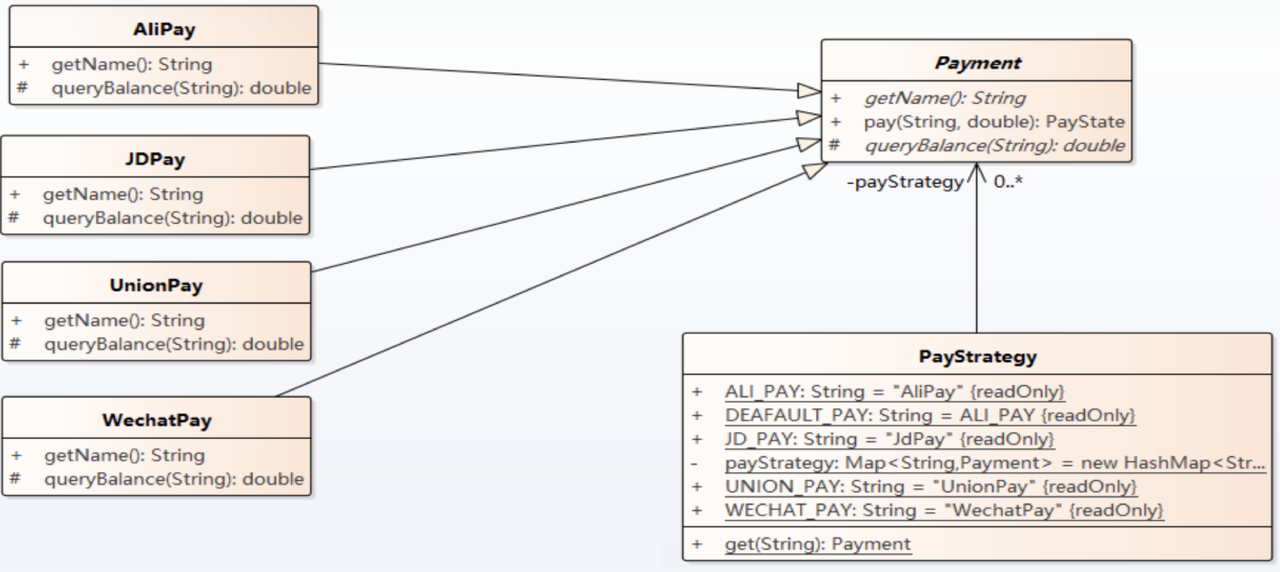 AliPay
+ getName(): String
# queryBalance(String): double
JDPay
+ getName(): String
# queryBalance(String): double
UnionPay
+ getName(): String
# queryBalance(String): double
WechatPay
+ getName(): String
# queryBalance(String): double
Payment
+ getName(): String
+ pay(String, double): PayState
# queryBalance(String): double
-payStrategy 0..*
PayStrategy
+ ALI_PAY: String = "AliPay" {readOnly}
+ DEAFAULT_PAY: String = ALI_PAY {readOnly}
+ JD_PAY: String = "JdPay" {readOnly}
- payStrategy: Map<String,Payment> = new HashMap<Str...
+ UNION_PAY: String = "UnionPay" {readOnly}
+ WECHAT_PAY: String = "WechatPay" {readOnly}
+ get(String): Payment